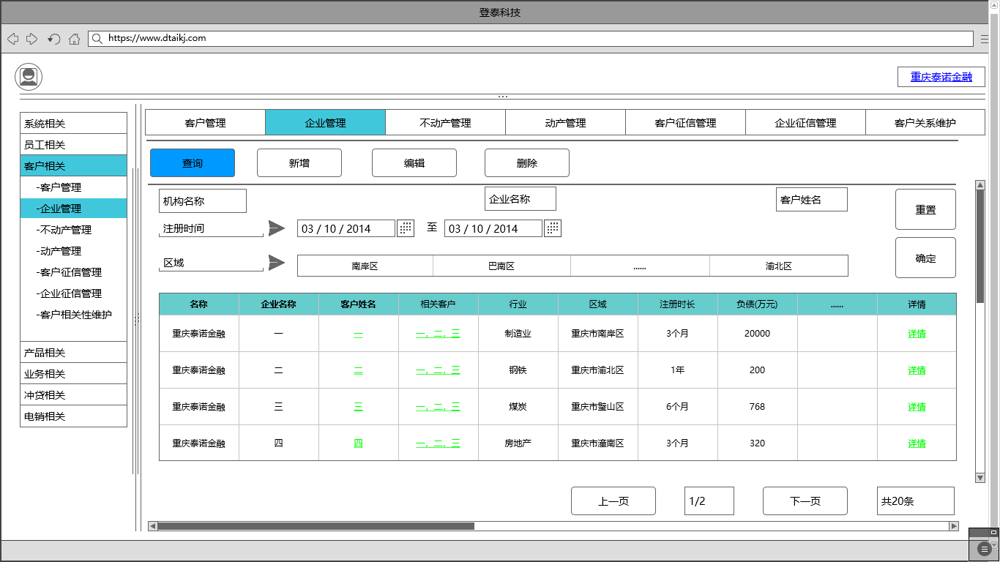 登泰科技
https://www.dtaikj.com
重庆泰诺金融
系统相关
员工相关
客户相关
-客户管理
-企业管理
-不动产管理
-动产管理
-客户征信管理
-企业征信管理
-客户相关性维护
产品相关
业务相关
冲贷相关
电销相关
客户管理 企业管理 不动产管理 动产管理 客户征信管理 企业征信管理 客户关系维护
查询 新增 编辑 删除
机构名称 企业名称 客户姓名 重置
注册时间 03 / 10 / 2014 至 03 / 10 / 2014
确定
区域 南岸区 巴南区 ...... 渝北区
名称 企业名称 客户姓名 相关客户 行业 区域 注册时长 负债(万元) ...... 详情
重庆泰诺金融 一 一 一，二，三 制造业 重庆市南岸区 3个月 20000 详情
重庆泰诺金融 二 二 一，二，三 钢铁 重庆市渝北区 1年 200 详情
重庆泰诺金融 三 三 一，二，三 煤炭 重庆市璧山区 6个月 768 详情
重庆泰诺金融 四 四 一，二，三 房地产 重庆市潼南区 3个月 320 详情
上一页 1/2 下一页 共20条